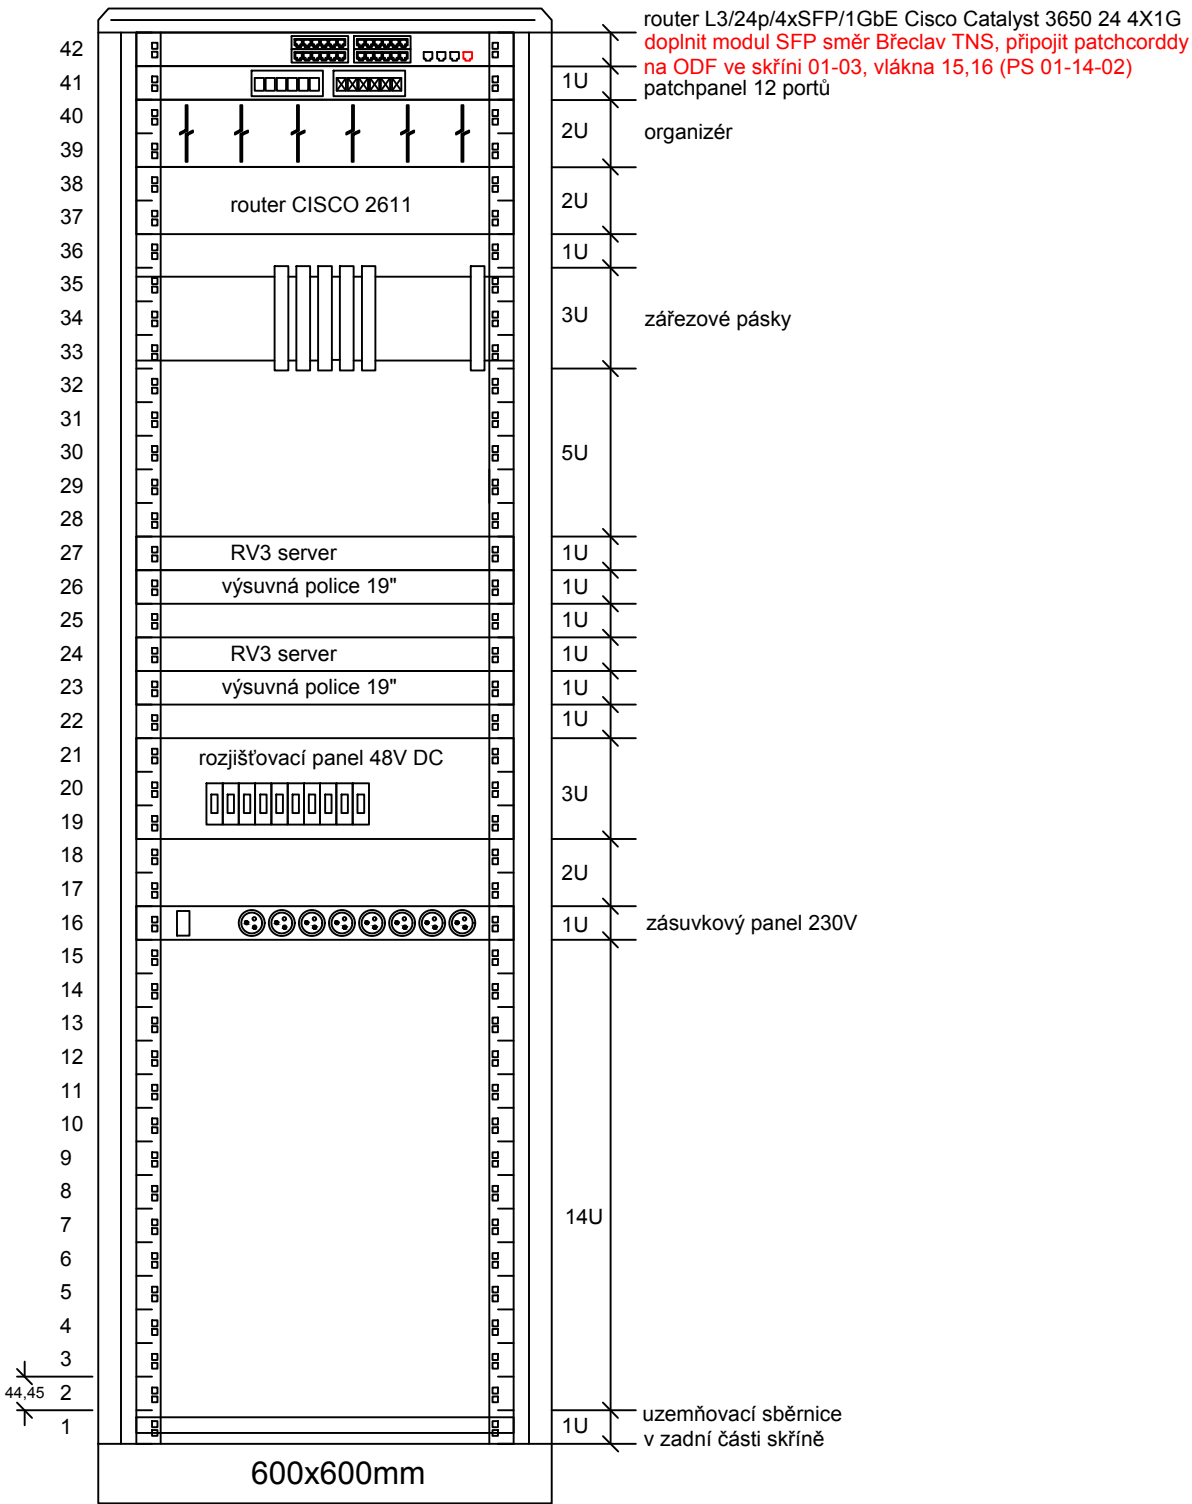 router L3/24p/4xSFP/1GbE Cisco Catalyst 3650 24 4X1G
42
doplnit modul SFP směr Břeclav TNS, připojit patchcorddy
na ODF ve skříni 01-03, vlákna 15,16 (PS 01-14-02)
41
1U
patchpanel 12 portů
40
2U
organizér
39
38
router CISCO 2611
2U
37
36
1U
35
34
3U
zářezové pásky
33
32
31
30
5U
29
28
27
RV3 server
1U
26
výsuvná police 19"
1U
25
1U
24
RV3 server
1U
23
výsuvná police 19"
1U
22
1U
21
rozjišťovací panel 48V DC
20
3U
19
18
2U
17
16
1U
zásuvkový panel 230V
15
14
13
12
11
10
9
8
7
14U
6
5
4
3
44,45
2
1
1U
uzemňovací sběrnice
v zadní části skříně
600x600mm